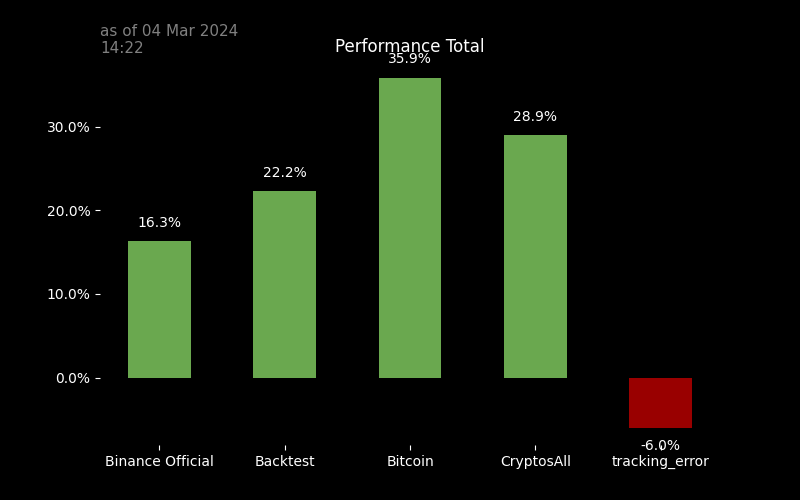 as of 04 Mar 2024
14:22
Performance Total
35.9%
28.9%
22.2%
16.3%
30.0%
20.0%
10.0%
0.0%
-6.0%
Binance Official
Backtest
Bitcoin
CryptosAll
tracking_error